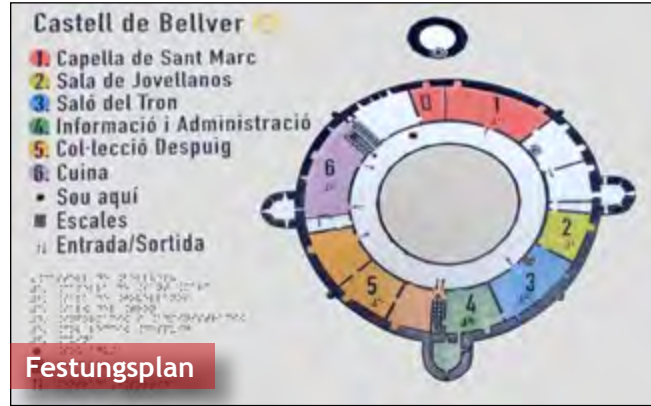 Castell de Bellver
1. Capella de Sant Marc
2. Sala de Jovellanos
3. Saló del Tron
4. Informació i Administració
5. Col·lecció Despuig
6. Cuina
• Sou aquí
■ Escales
↑↓ Entrada/Sortida
1
6
2
3
5
4
Festungsplan